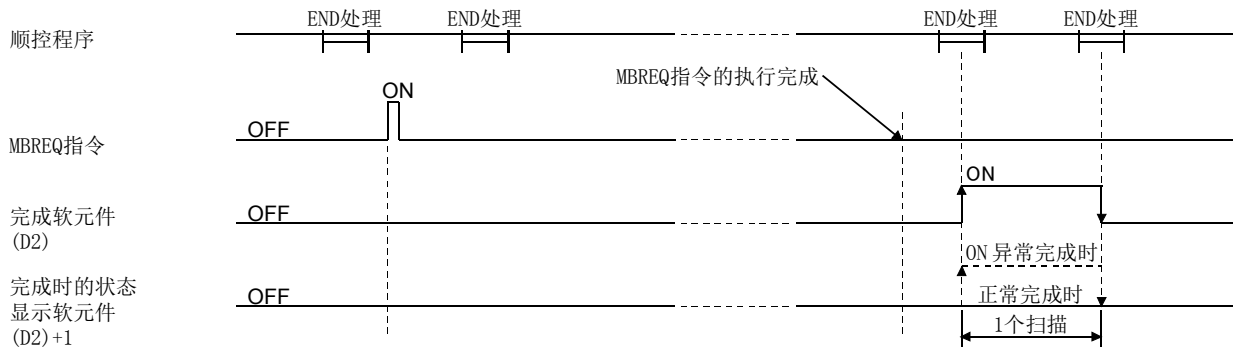 END处理 END处理 END处理 END处理
顺控程序
MBREQ指令的执行完成
ON
OFF
MBREQ指令
ON
OFF
完成软元件
(D2)
ON 异常完成时
完成时的状态
显示软元件
(D2)+1
OFF
正常完成时
1个扫描